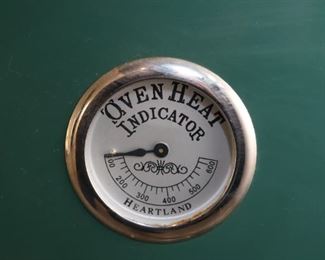 OVEN HEAT
INDICATOR
100 200 300 400 500 600
HEARTLAND